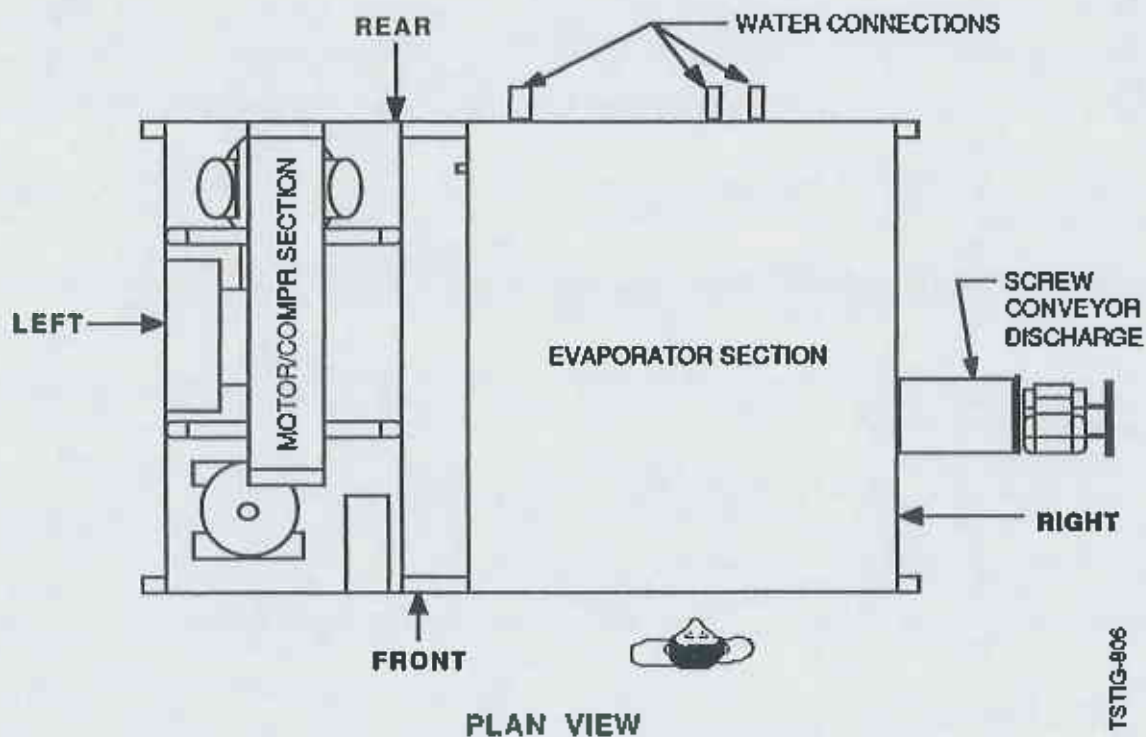 REAR
WATER CONNECTIONS
MOTOR/COMPR SECTION
LEFT
SCREW
CONVEYOR
DISCHARGE
EVAPORATOR SECTION
RIGHT
FRONT
PLAN VIEW
TSTIG-806